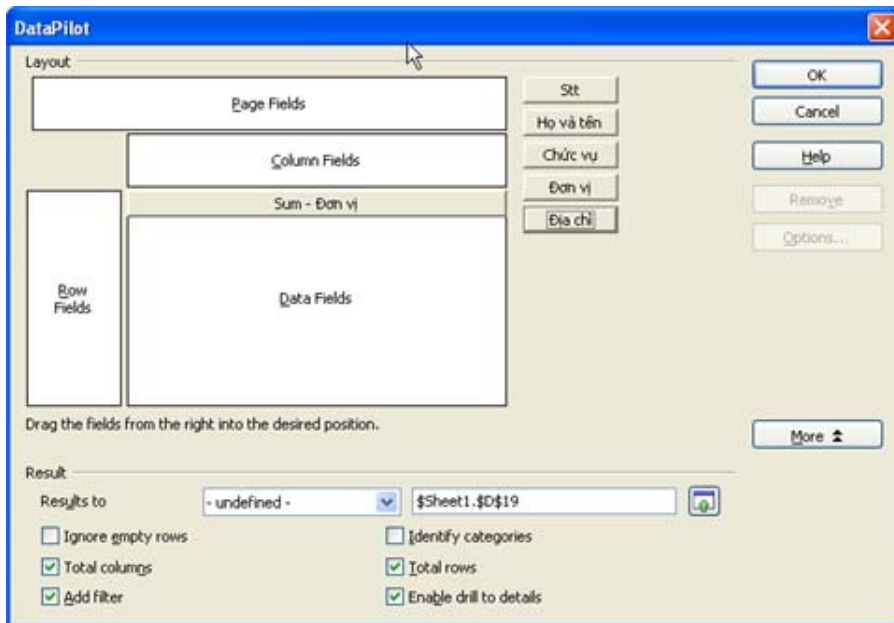 DataPilot
Layout
Page Fields
Column Fields
Sum - Đơn vị
Row
Fields
Data Fields
Stt
Họ và tên
Chức vụ
Đơn vị
Địa chỉ
OK
Cancel
Help
Remove
Options...
Drag the fields from the right into the desired position.
More
Result
Results to
- undefined -
$Sheet1.$D$19
Ignore empty rows
Identify categories
Total columns
Total rows
Add filter
Enable drill to details